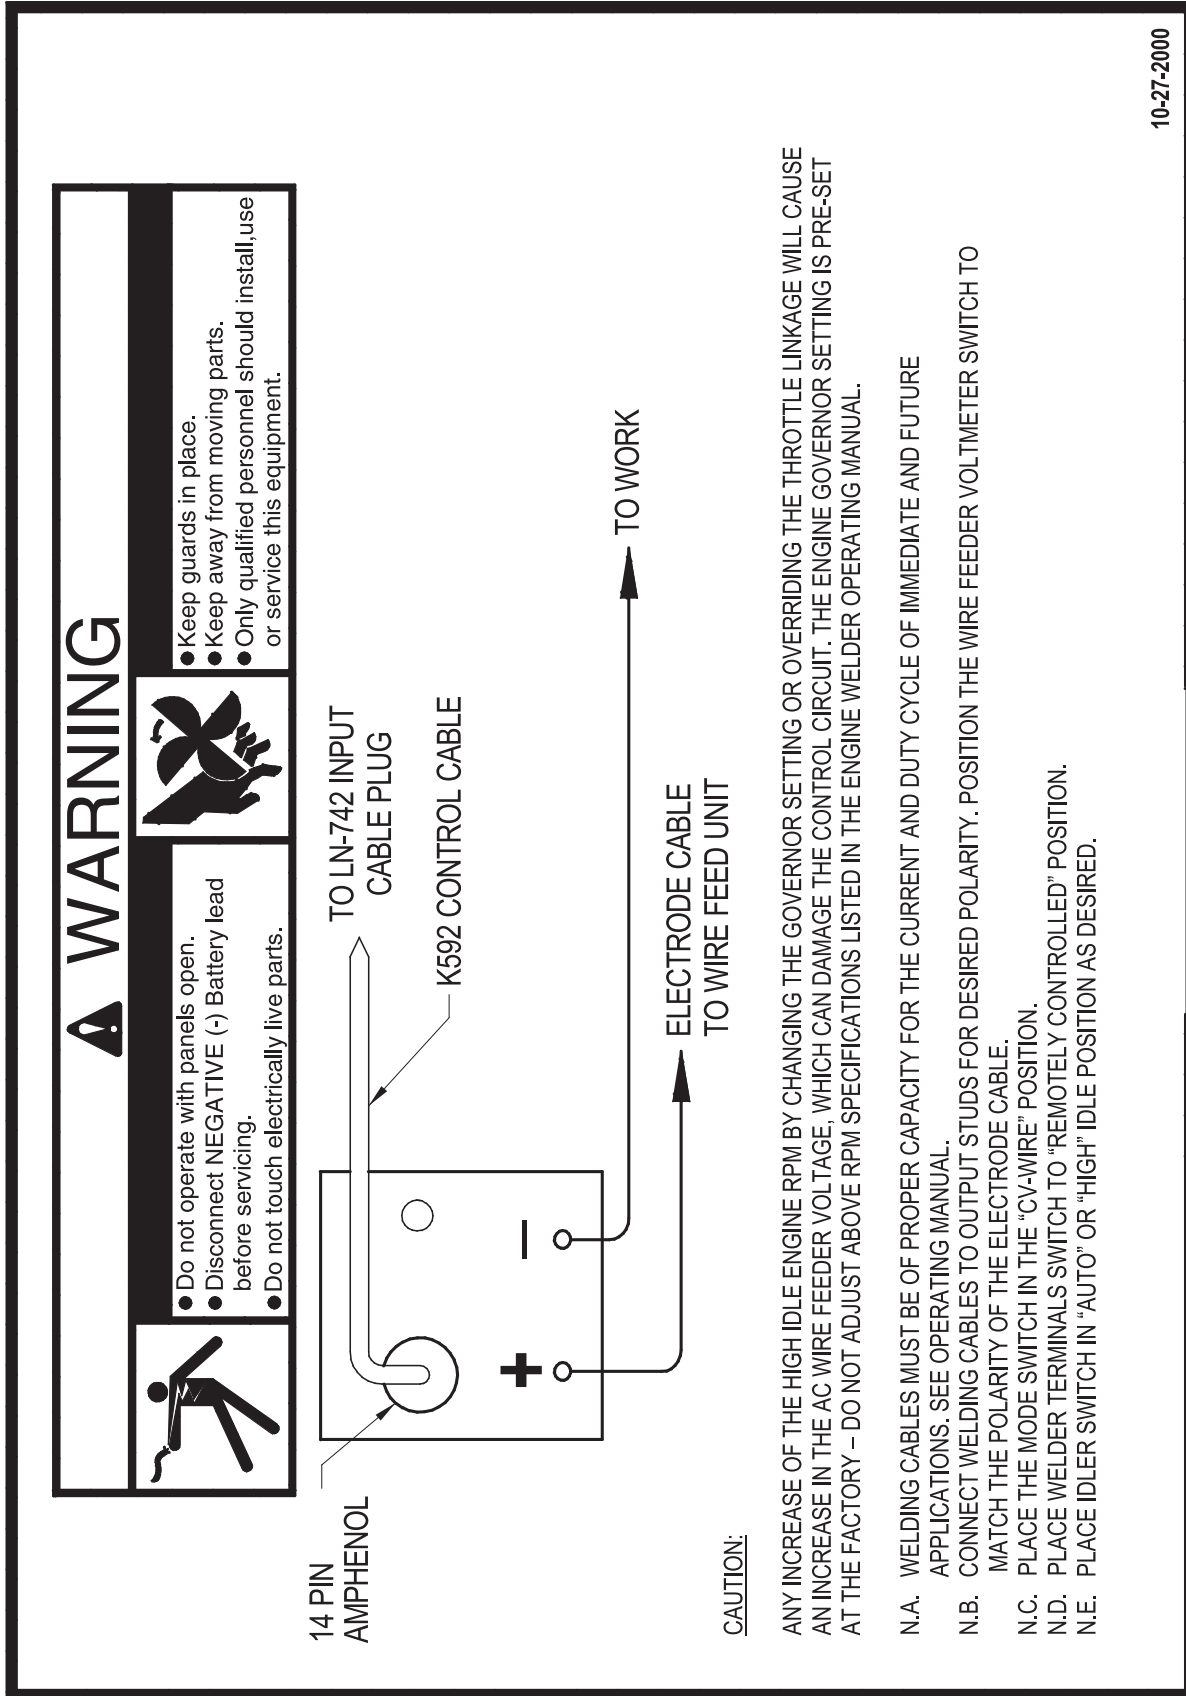 WARNING
● Do not operate with panels open.
● Disconnect NEGATIVE (-) Battery lead
before servicing.
● Do not touch electrically live parts.
● Keep guards in place.
● Keep away from moving parts.
● Only qualified personnel should install,use
or service this equipment.
14 PIN
AMPHENOL
TO LN-742 INPUT
CABLE PLUG
K592 CONTROL CABLE
+
−
ELECTRODE CABLE
TO WIRE FEED UNIT
TO WORK
CAUTION:
ANY INCREASE OF THE HIGH IDLE ENGINE RPM BY CHANGING THE GOVERNOR SETTING OR OVERRIDING THE THROTTLE LINKAGE WILL CAUSE
AN INCREASE IN THE AC WIRE FEEDER VOLTAGE, WHICH CAN DAMAGE THE CONTROL CIRCUIT. THE ENGINE GOVERNOR SETTING IS PRE-SET
AT THE FACTORY – DO NOT ADJUST ABOVE RPM SPECIFICATIONS LISTED IN THE ENGINE WELDER OPERATING MANUAL.
N.A. WELDING CABLES MUST BE OF PROPER CAPACITY FOR THE CURRENT AND DUTY CYCLE OF IMMEDIATE AND FUTURE
APPLICATIONS. SEE OPERATING MANUAL.
N.B. CONNECT WELDING CABLES TO OUTPUT STUDS FOR DESIRED POLARITY. POSITION THE WIRE FEEDER VOLTMETER SWITCH TO
MATCH THE POLARITY OF THE ELECTRODE CABLE.
N.C. PLACE THE MODE SWITCH IN THE “CV-WIRE” POSITION.
N.D. PLACE WELDER TERMINALS SWITCH TO “REMOTELY CONTROLLED” POSITION.
N.E. PLACE IDLER SWITCH IN “AUTO” OR “HIGH” IDLE POSITION AS DESIRED.
10-27-2000